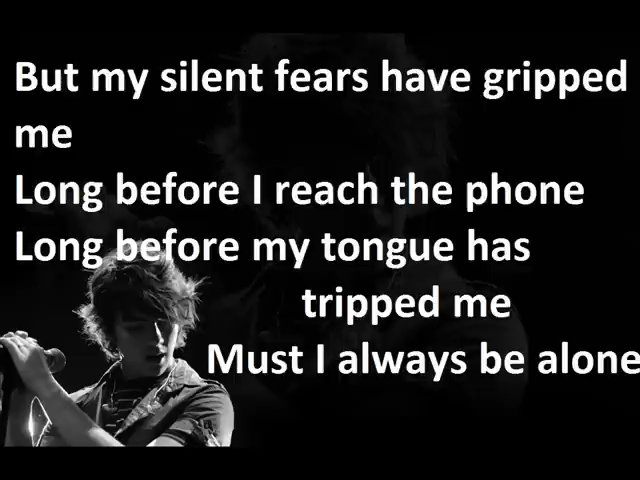 But my silent fears have gripped
me
Long before I reach the phone
Long before my tongue has
tripped me
Must I always be alone